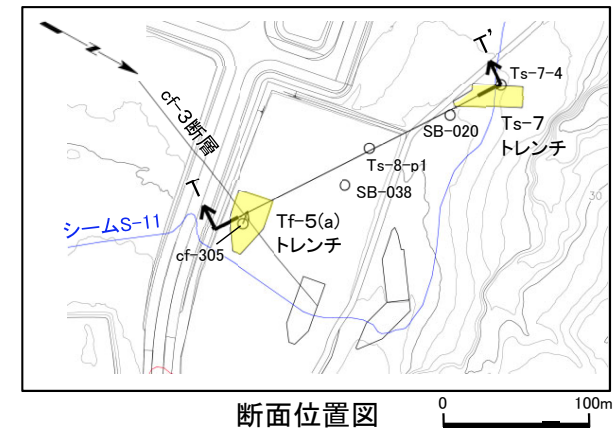 N
cf-3断層
T'
Ts-7-4
SB-020
Ts-7
トレンチ
Ts-8-p1
SB-038
T
シームS-11
Tf-5(a)
トレンチ
cf-305
30
断面位置図
0 100m